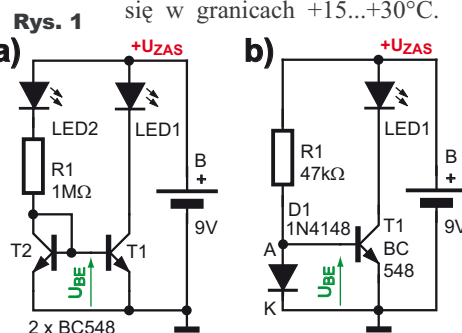 się w granicach +15...+30°C.
Rys. 1
a)
+UZAS
LED2
LED1
R1
1MΩ
B
+
9V
T2
T1
UBE
2 x BC548
b)
+UZAS
LED1
R1
47kΩ
B
+
9V
D1
1N4148
A
K
T1
BC
548
UBE